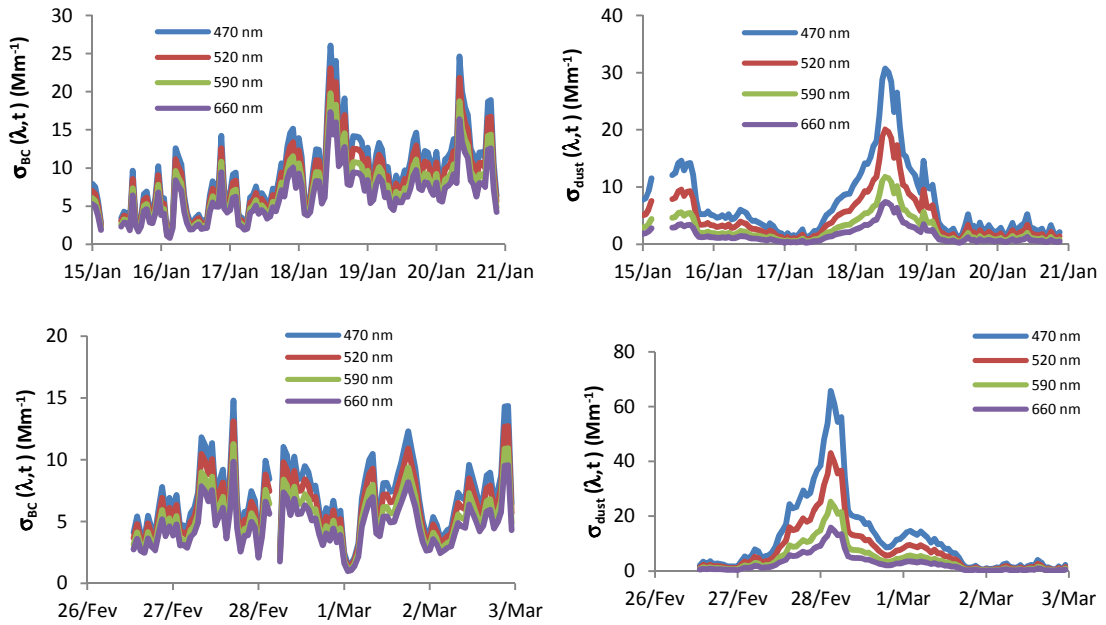 30
25
20
15
10
5
0
σBC (λ,t) (Mm⁻¹)
470 nm
520 nm
590 nm
660 nm
15/Jan 16/Jan 17/Jan 18/Jan 19/Jan 20/Jan 21/Jan
40
30
20
10
0
σdust (λ,t) (Mm⁻¹)
470 nm
520 nm
590 nm
660 nm
15/Jan 16/Jan 17/Jan 18/Jan 19/Jan 20/Jan 21/Jan
20
15
10
5
0
σBC (λ,t) (Mm⁻¹)
470 nm
520 nm
590 nm
660 nm
26/Fev 27/Fev 28/Fev 1/Mar 2/Mar 3/Mar
80
60
40
20
0
σdust (λ,t) (Mm⁻¹)
470 nm
520 nm
590 nm
660 nm
26/Fev 27/Fev 28/Fev 1/Mar 2/Mar 3/Mar